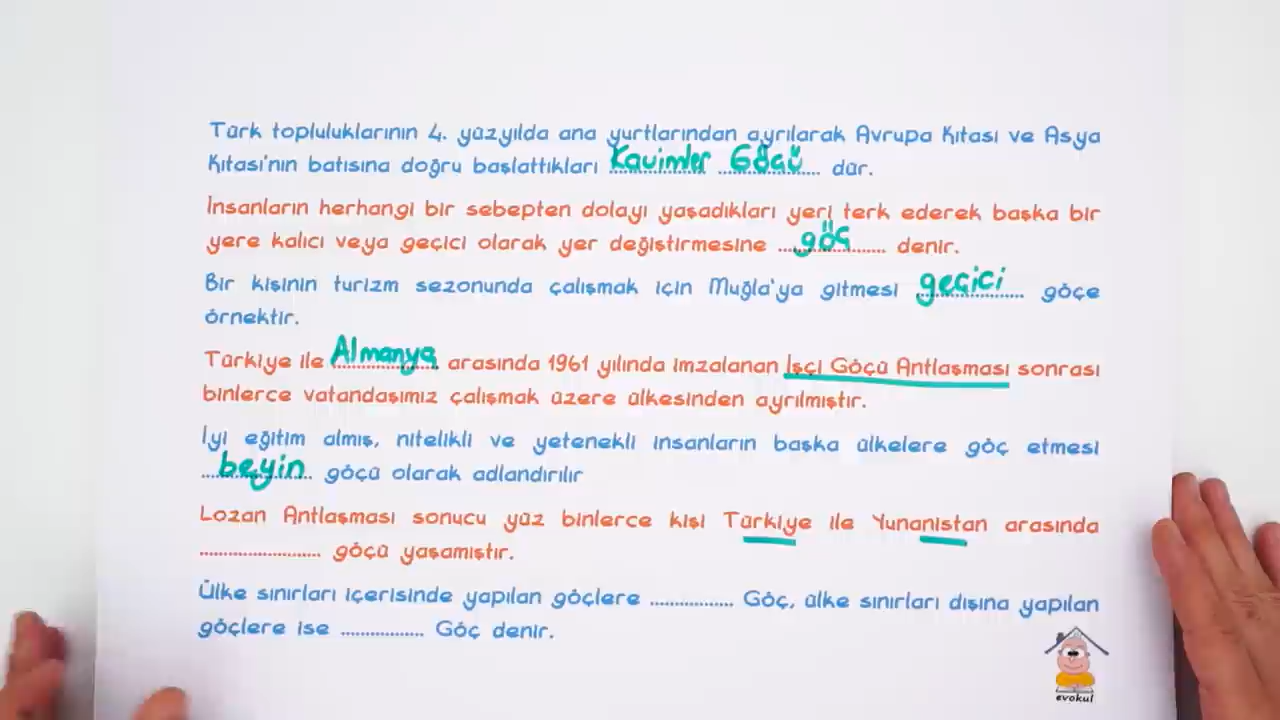 Türk topluluklarının 4. yüzyılda ana yurtlarından ayrılarak Avrupa Kıtası ve Asya
Kıtası'nın batısına doğru başlattıkları Kavimler Göçü dür.
İnsanların herhangi bir sebepten dolayı yaşadıkları yeri terk ederek başka bir
yere kalıcı veya geçici olarak yer değiştirmesine göç denir.
Bir kişinin turizm sezonunda çalışmak için Muğla'ya gitmesi geçici göçe
örnektir.
Türkiye ile Almanya arasında 1961 yılında imzalanan İşçi Göçü Antlaşması sonrası
binlerce vatandaşımız çalışmak üzere ülkesinden ayrılmıştır.
İyi eğitim almış, nitelikli ve yetenekli insanların başka ülkelere göç etmesi
beyin göçü olarak adlandırılır
Lozan Antlaşması sonucu yüz binlerce kişi Türkiye ile Yunanistan arasında
..................... göçü yaşamıştır.
Ülke sınırları içerisinde yapılan göçlere ............... Göç, ülke sınırları dışına yapılan
göçlere ise ............... Göç denir.
evokul